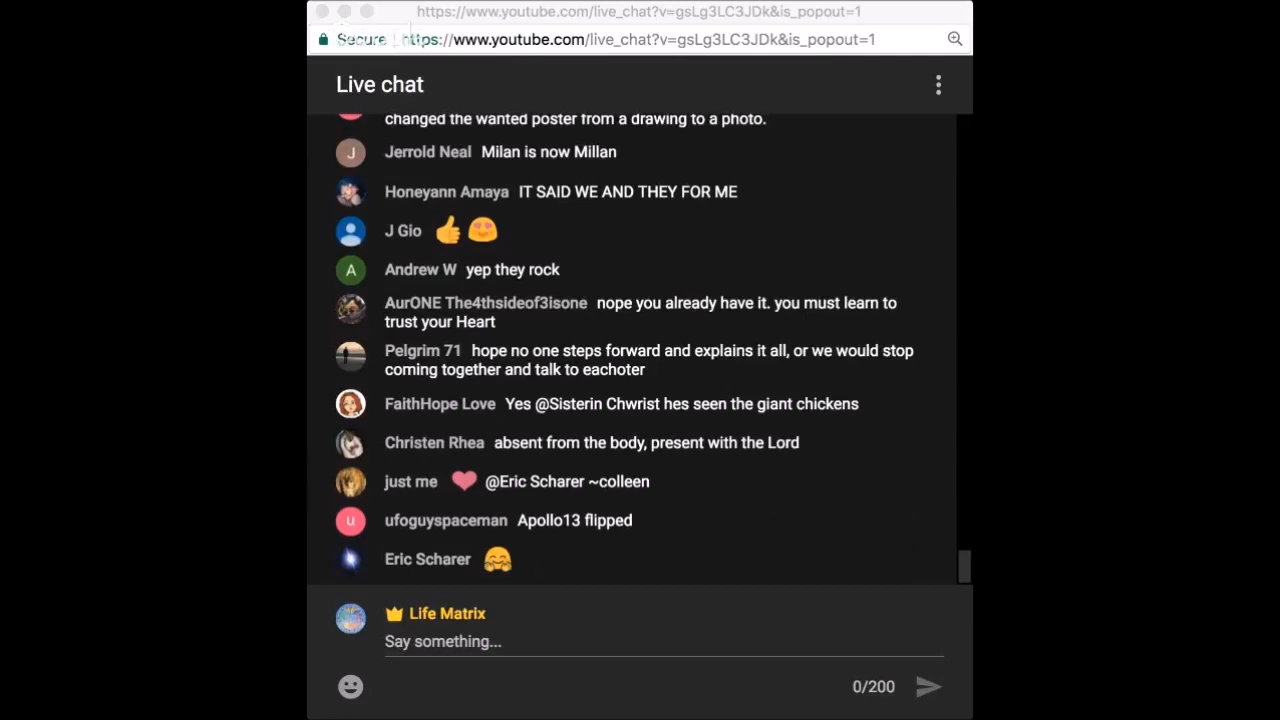 https://www.youtube.com/live_chat?v=gsLg3LC3JDk&is_popout=1
Secure https://www.youtube.com/live_chat?v=gsLg3LC3JDk&is_popout=1
Live chat
changed the wanted poster from a drawing to a photo.
J Jerrold Neal Milan is now Millan
Honeyann Amaya IT SAID WE AND THEY FOR ME
J Gio 👍 😍
A Andrew W yep they rock
AurONE The4thsideof3isone nope you already have it. you must learn to
trust your Heart
Pelgrim 71 hope no one steps forward and explains it all, or we would stop
coming together and talk to eachoter
FaithHope Love Yes @Sisterin Chwrist hes seen the giant chickens
Christen Rhea absent from the body, present with the Lord
just me ❤ @Eric Scharer ~colleen
u ufoguyspaceman Apollo13 flipped
Eric Scharer 🤗
Life Matrix
Say something...
0/200